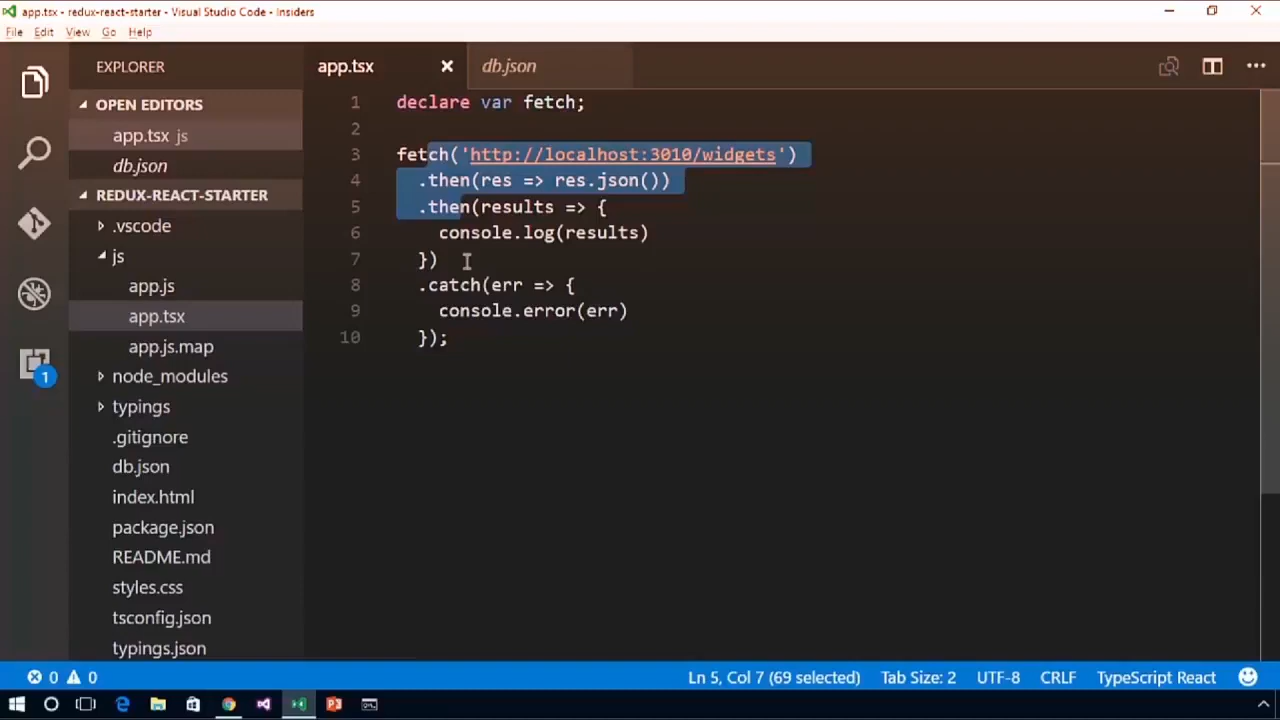 app.tsx - redux-react-starter - Visual Studio Code - Insiders
File Edit View Go Help
EXPLORER
OPEN EDITORS
app.tsx js
db.json
REDUX-REACT-STARTER
.vscode
js
app.js
app.tsx
app.js.map
node_modules
typings
.gitignore
db.json
index.html
package.json
README.md
styles.css
tsconfig.json
typings.json
1
app.tsx
db.json
1 declare var fetch;
2
3 fetch('http://localhost:3010/widgets')
4 .then(res => res.json())
5 .then(results => {
6 console.log(results)
7 })
8 .catch(err => {
9 console.error(err)
10 });
0 0 Ln 5, Col 7 (69 selected) Tab Size: 2 UTF-8 CRLF TypeScript React